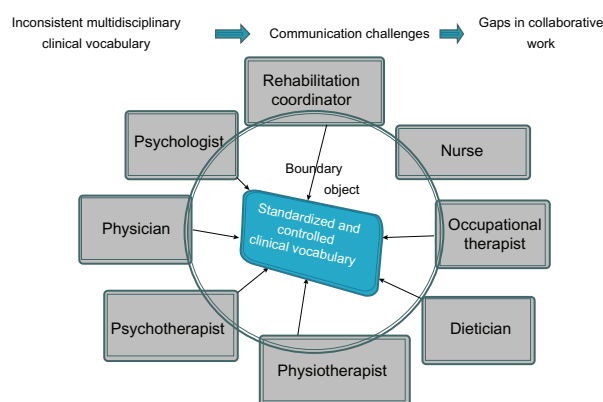 Inconsistent multidisciplinary
clinical vocabulary
Communication challenges
Gaps in collaborative
work
Rehabilitation
coordinator
Psychologist
Nurse
Boundary
object
Physician
Standardized and
controlled
clinical vocabulary
Occupational
therapist
Psychotherapist
Dietician
Physiotherapist